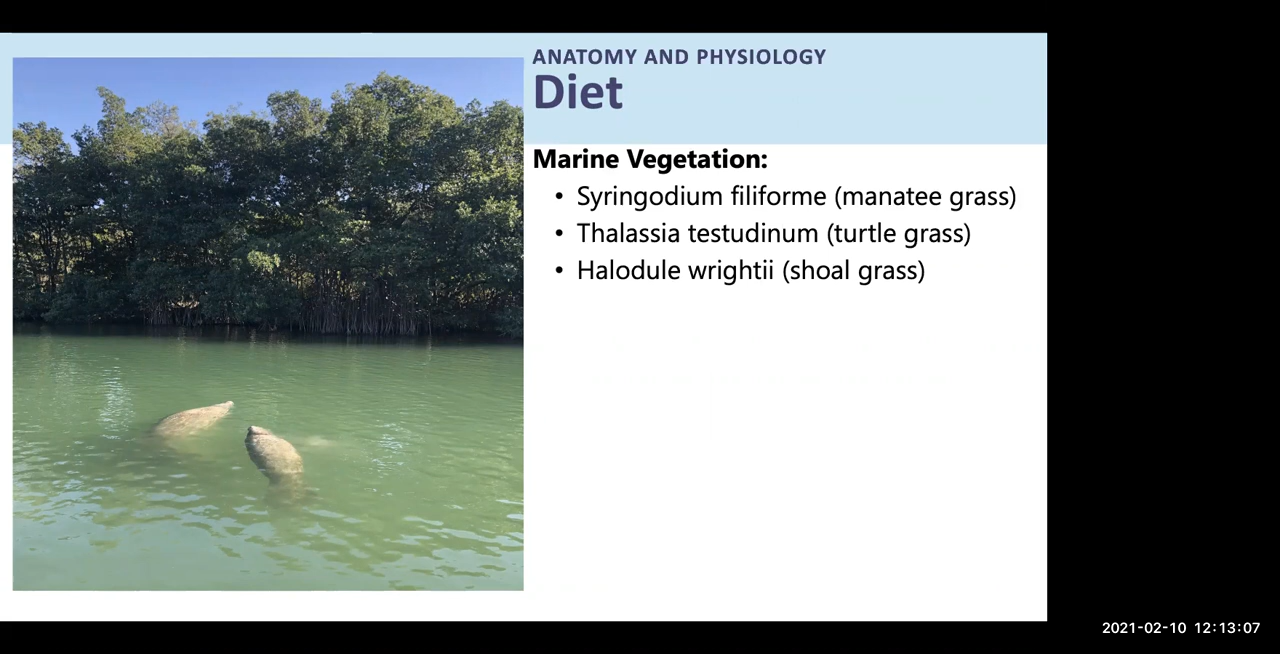 ANATOMY AND PHYSIOLOGY
Diet
Marine Vegetation:
• Syringodium filiforme (manatee grass)
• Thalassia testudinum (turtle grass)
• Halodule wrightii (shoal grass)
2021-02-10 12:13:07